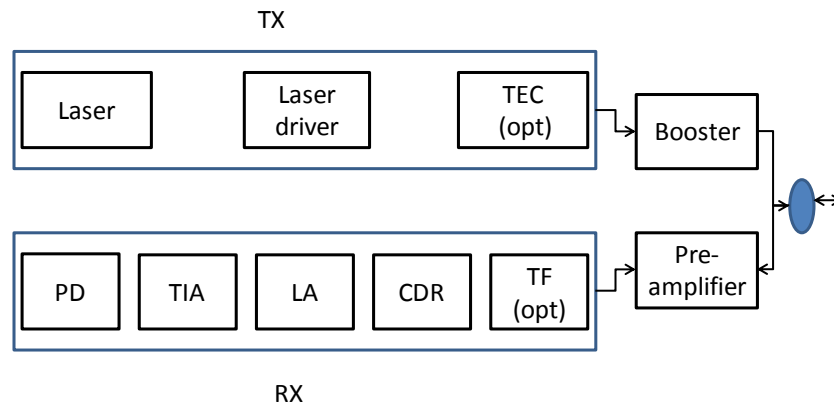 TX
Laser
Laser
driver
TEC
(opt)
Booster
PD
TIA
LA
CDR
TF
(opt)
Pre-
amplifier
RX